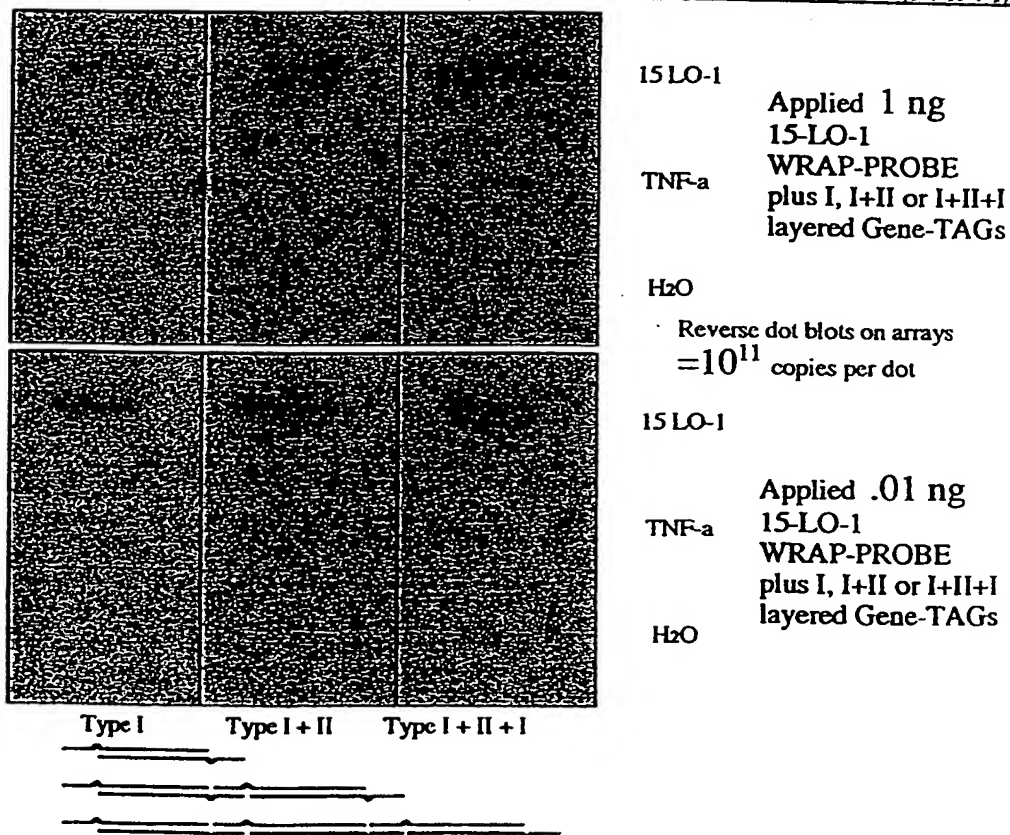 15 LO-1
Applied 1 ng
15-LO-1
WRAP-PROBE
plus I, I+II or I+II+I
layered Gene-TAGs
TNF-a
H2O
Reverse dot blots on arrays
=10^11 copies per dot
15 LO-1
Applied .01 ng
15-LO-1
WRAP-PROBE
plus I, I+II or I+II+I
layered Gene-TAGs
TNF-a
H2O
Type I Type I + II Type I + II + I